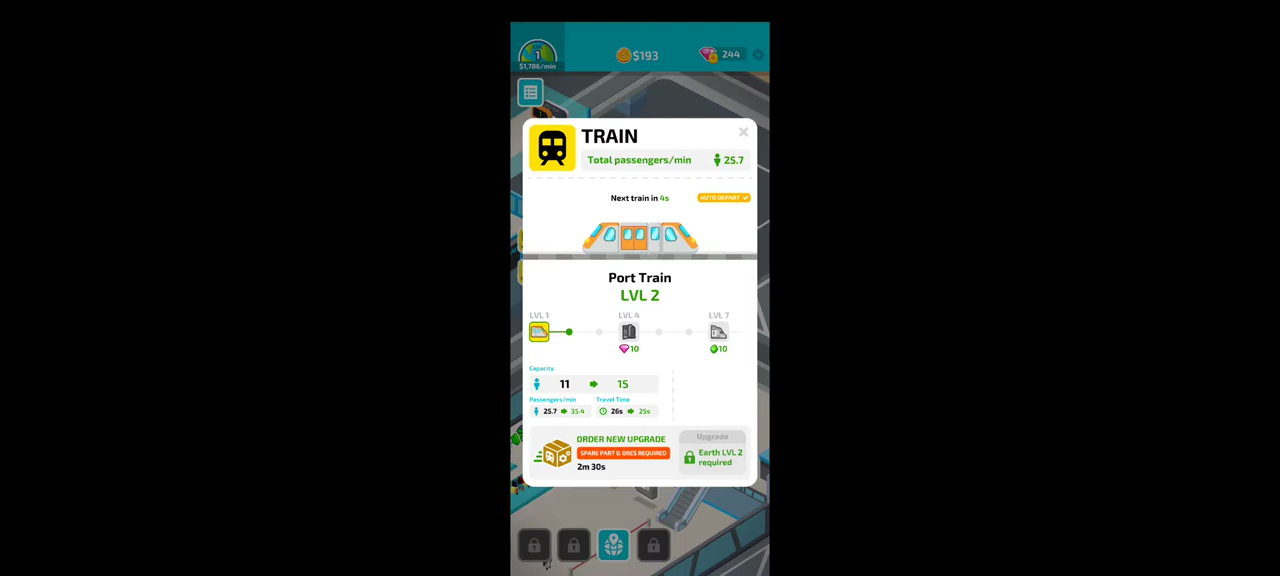 1
$1,786/min
$193
244
TRAIN
Total passengers/min 25.7
Next train in 4s
AUTO DEPART
Port Train
LVL 2
LVL 1 LVL 4 LVL 7
10 10
Capacity
11 15
Passengers/min Travel Time
25.7 35.4 26s 25s
ORDER NEW UPGRADE
SPARE PART & ORES REQUIRED
2m 30s
Upgrade
Earth LVL 2
required